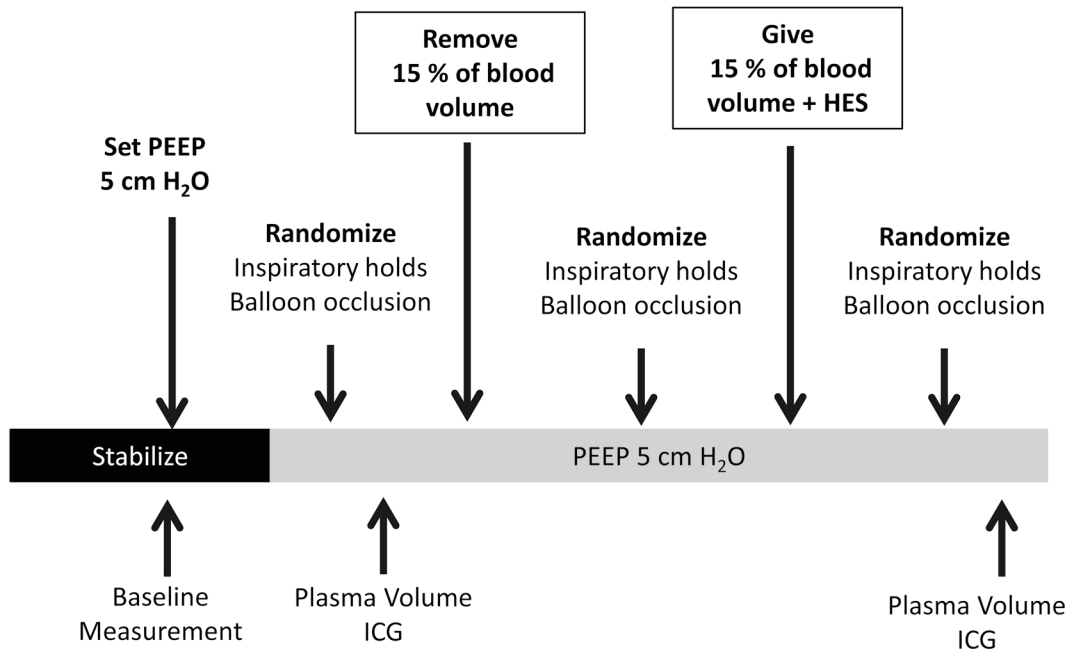 Remove
15 % of blood
volume
Give
15 % of blood
volume + HES
Set PEEP
5 cm H₂O
Randomize
Inspiratory holds
Balloon occlusion
Randomize
Inspiratory holds
Balloon occlusion
Randomize
Inspiratory holds
Balloon occlusion
Stabilize
PEEP 5 cm H₂O
Baseline
Measurement
Plasma Volume
ICG
Plasma Volume
ICG